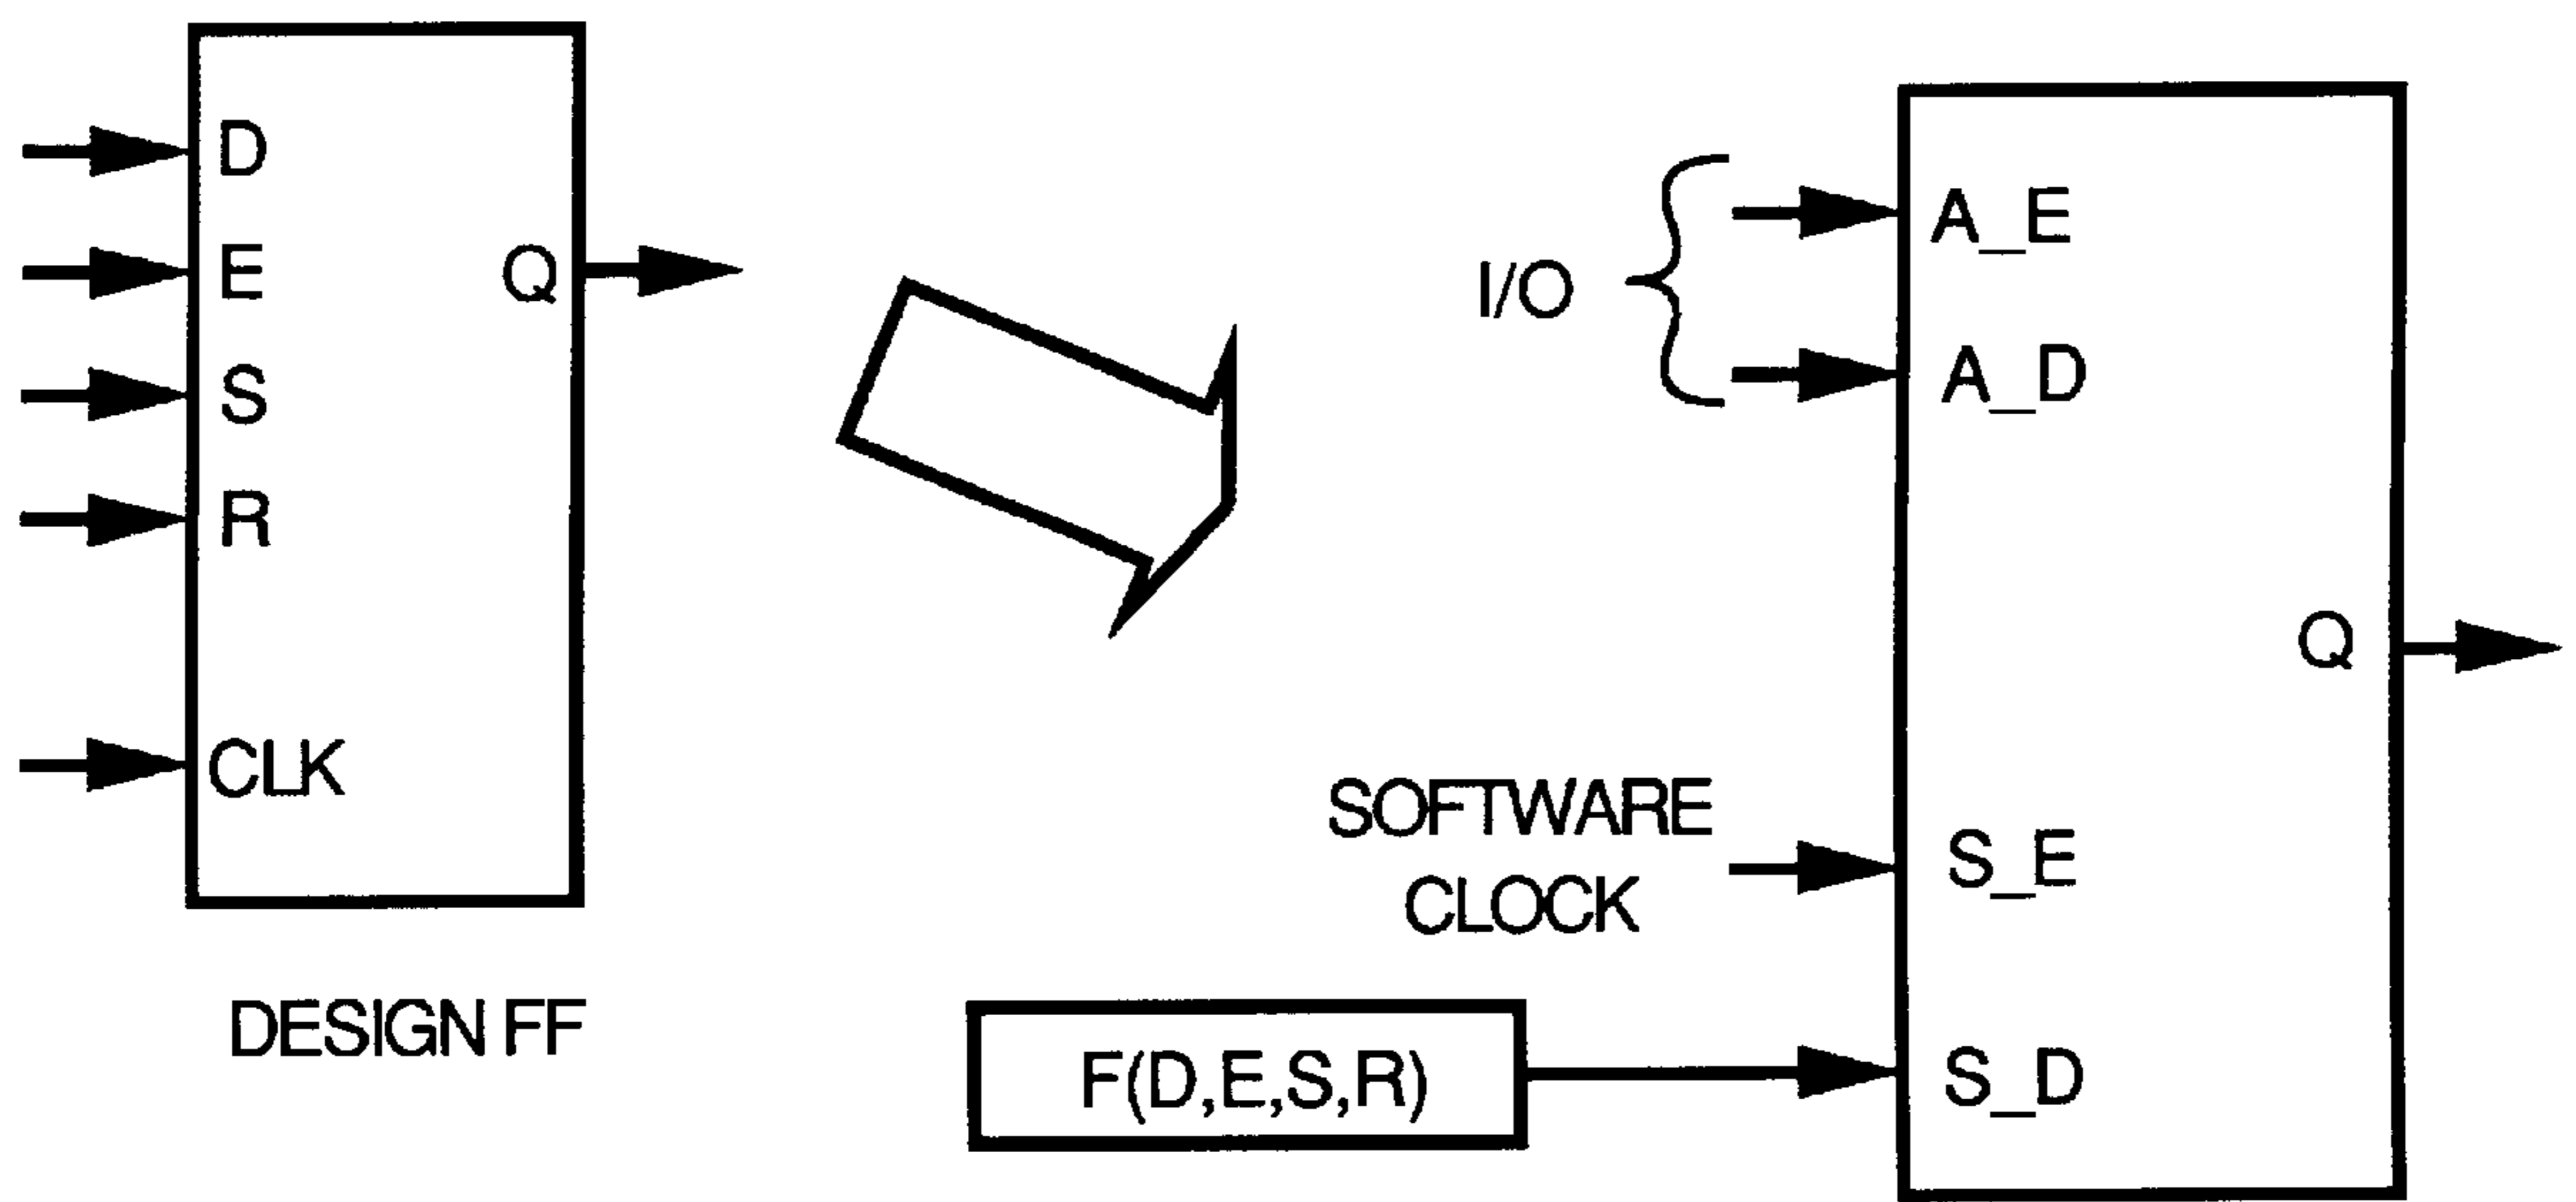 D
E
S
R
CLK
Q
DESIGN FF
I/O
A_E
A_D
SOFTWARE
CLOCK
S_E
F(D,E,S,R)
S_D
Q